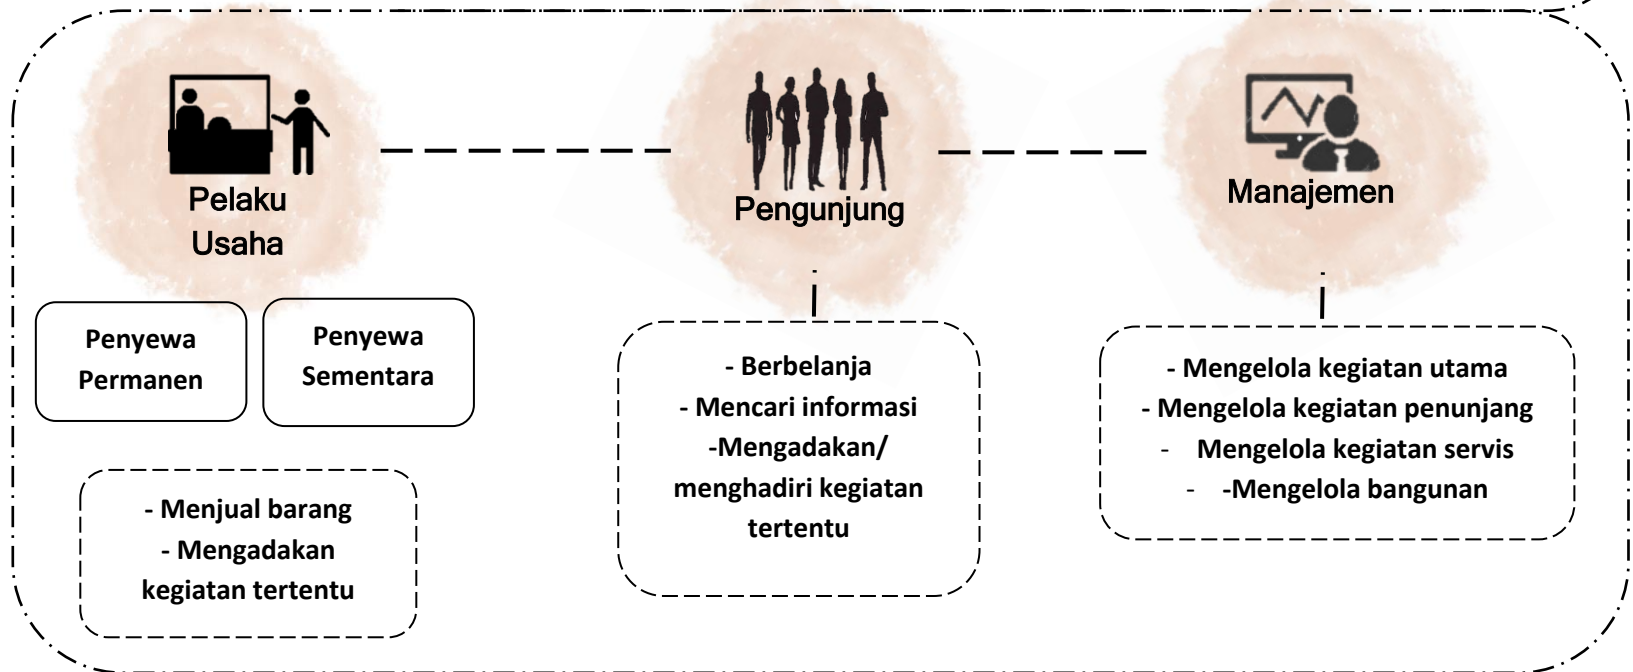 Pelaku
Usaha
Penyewa
Permanen
Penyewa
Sementara
- Menjual barang
- Mengadakan
kegiatan tertentu
Pengunjung
- Berbelanja
- Mencari informasi
-Mengadakan/
menghadiri kegiatan
tertentu
Manajemen
- Mengelola kegiatan utama
- Mengelola kegiatan penunjang
- Mengelola kegiatan servis
- -Mengelola bangunan